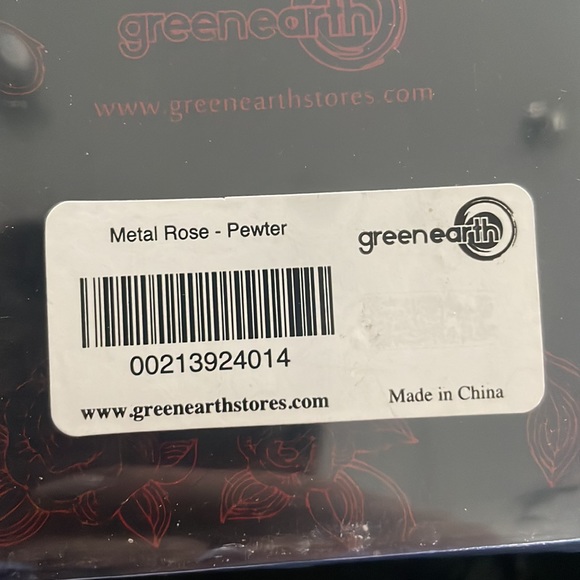 greenearth
www.greenearthstores.com
Metal Rose - Pewter
greenearth
00213924014
www.greenearthstores.com
Made in China